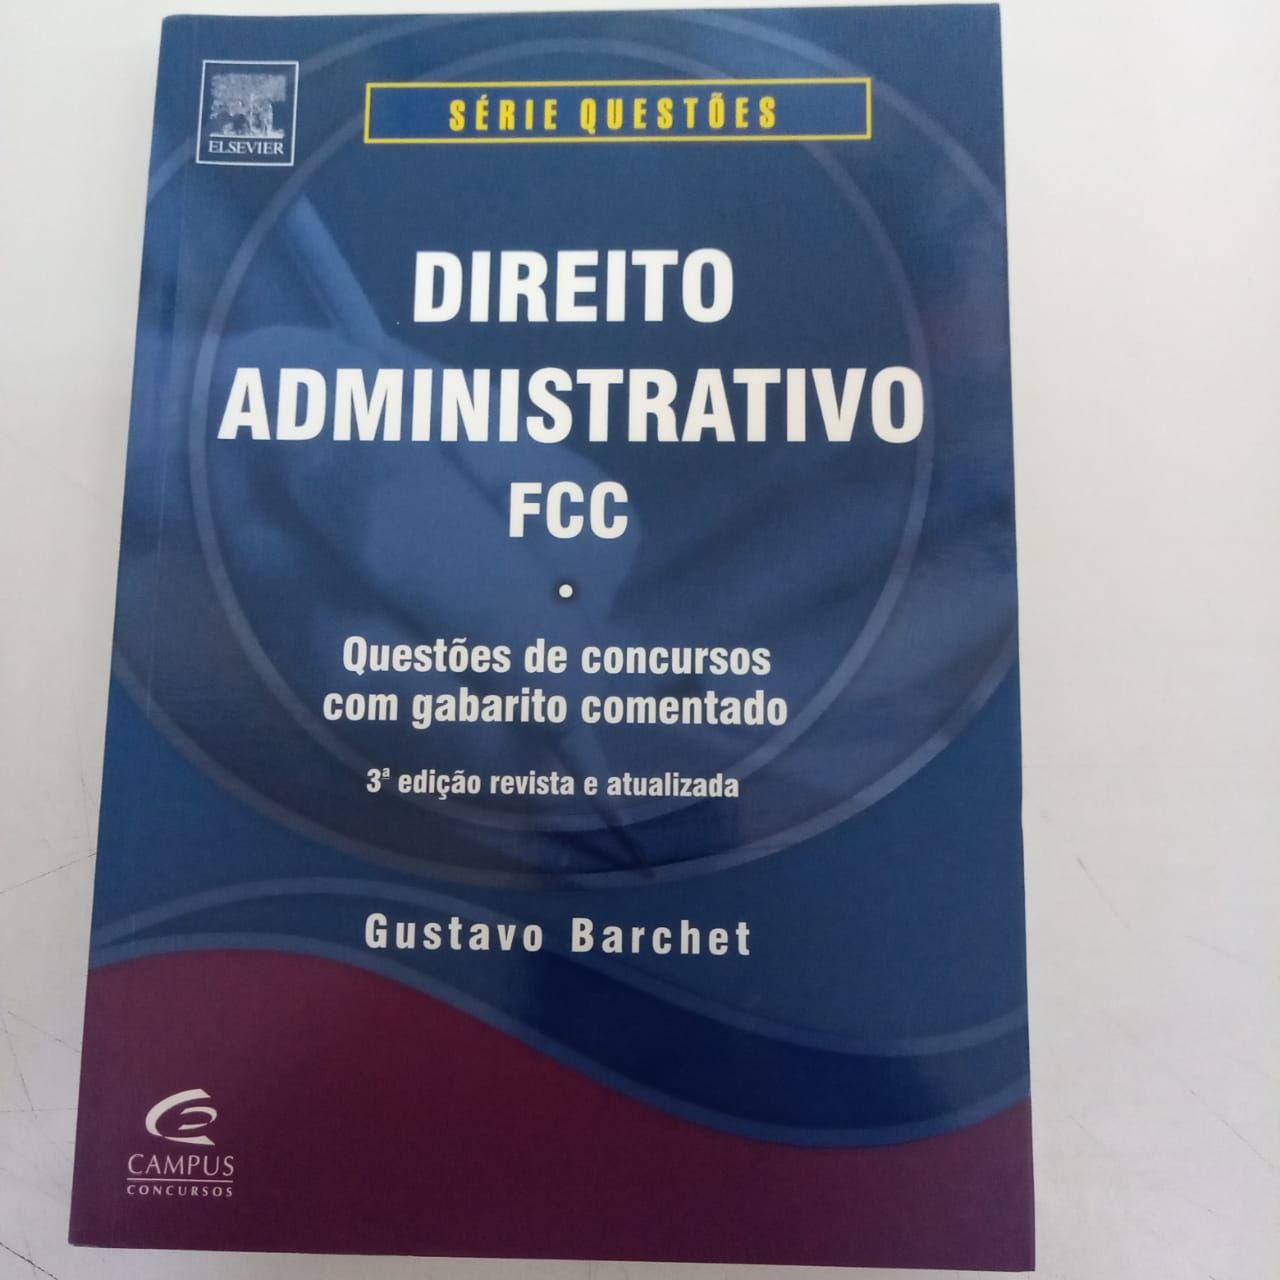 SÉRIE QUESTÕES
ELSEVIER
DIREITO
ADMINISTRATIVO
FCC
•
Questões de concursos
com gabarito comentado
3ª edição revista e atualizada
Gustavo Barchet
CAMPUS
CONCURSOS